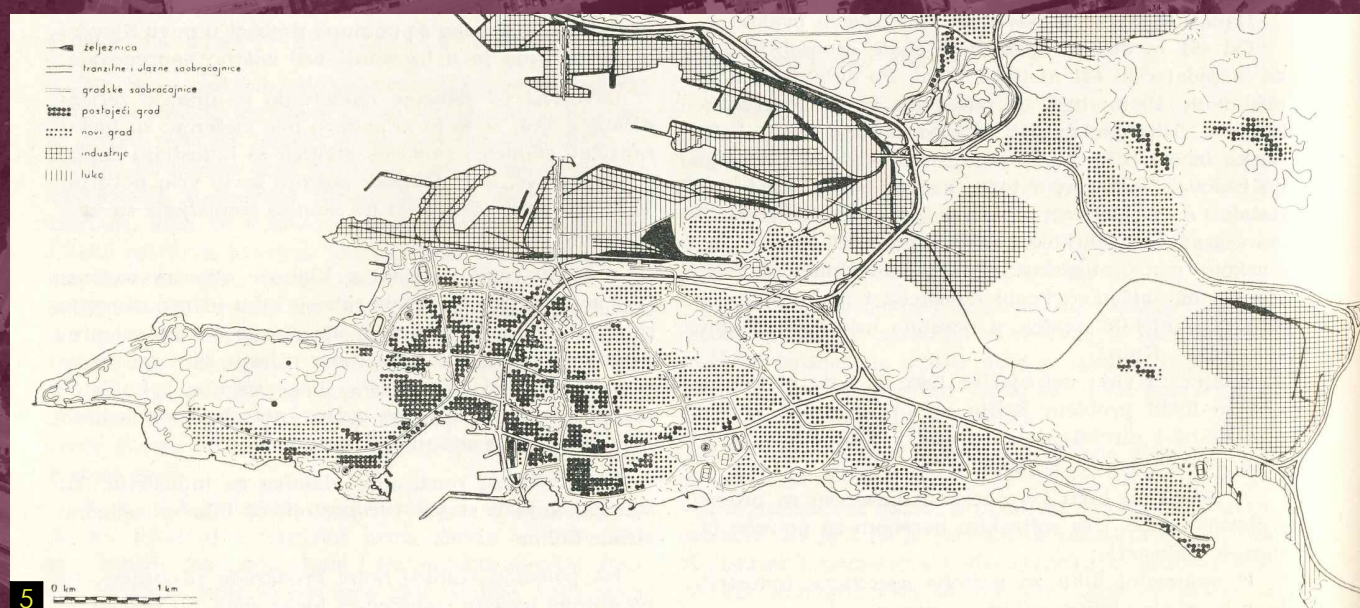 željeznica
tranzitne i ulazne saobraćajnice
gradske saobraćajnice
postojeći grad
novi grad
industrije
luka
5
0 km 1 km